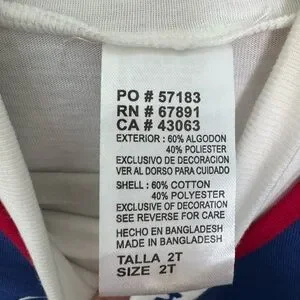 PO # 57183
RN # 67891
CA # 43063
EXTERIOR : 60% ALGODON
40% POLIESTER
EXCLUSIVO DE DECORACION
VER AL DORSO PARA CUIDADO
SHELL : 60% COTTON
40% POLYESTER
EXCLUSIVE OF DECORATION
SEE REVERSE FOR CARE
HECHO EN BANGLADESH
MADE IN BANGLADESH
TALLA 2T
SIZE 2T